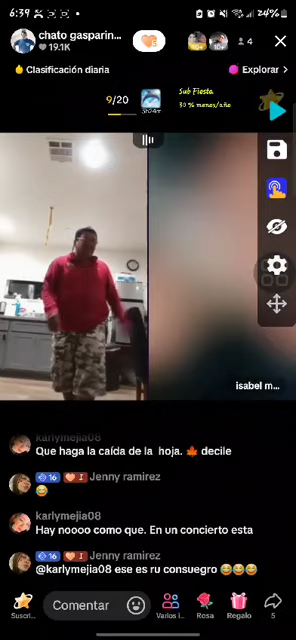 6:39
24%
chato gasparin...
19.1K
10+
10+
4
Clasificación diaria
Explorar >
9/20
Sub Fiesta
30 % menos/año
isabel m...
karlymejia08
Que haga la caída de la hoja. 🍁 decile
16 I Jenny ramirez
😂
karlymejia08
Hay noooo como que. En un concierto esta
16 I Jenny ramirez
@karlymejia08 ese es ru consuegro 😂😂😂
Suscri...
Comentar
Varios i...
Rosa
Regalo
5